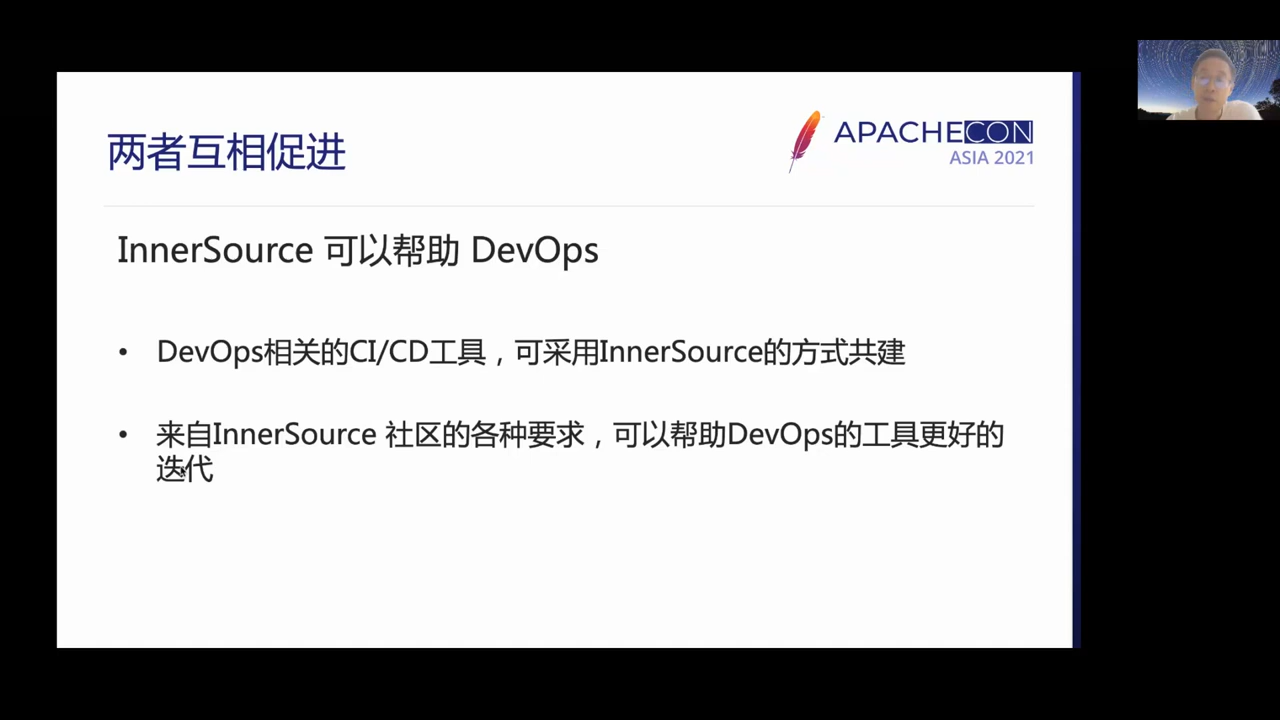 两者互相促进
APACHECON
ASIA 2021
InnerSource 可以帮助 DevOps
• DevOps相关的CI/CD工具，可采用InnerSource的方式共建
• 来自InnerSource 社区的各种要求，可以帮助DevOps的工具更好的
迭代